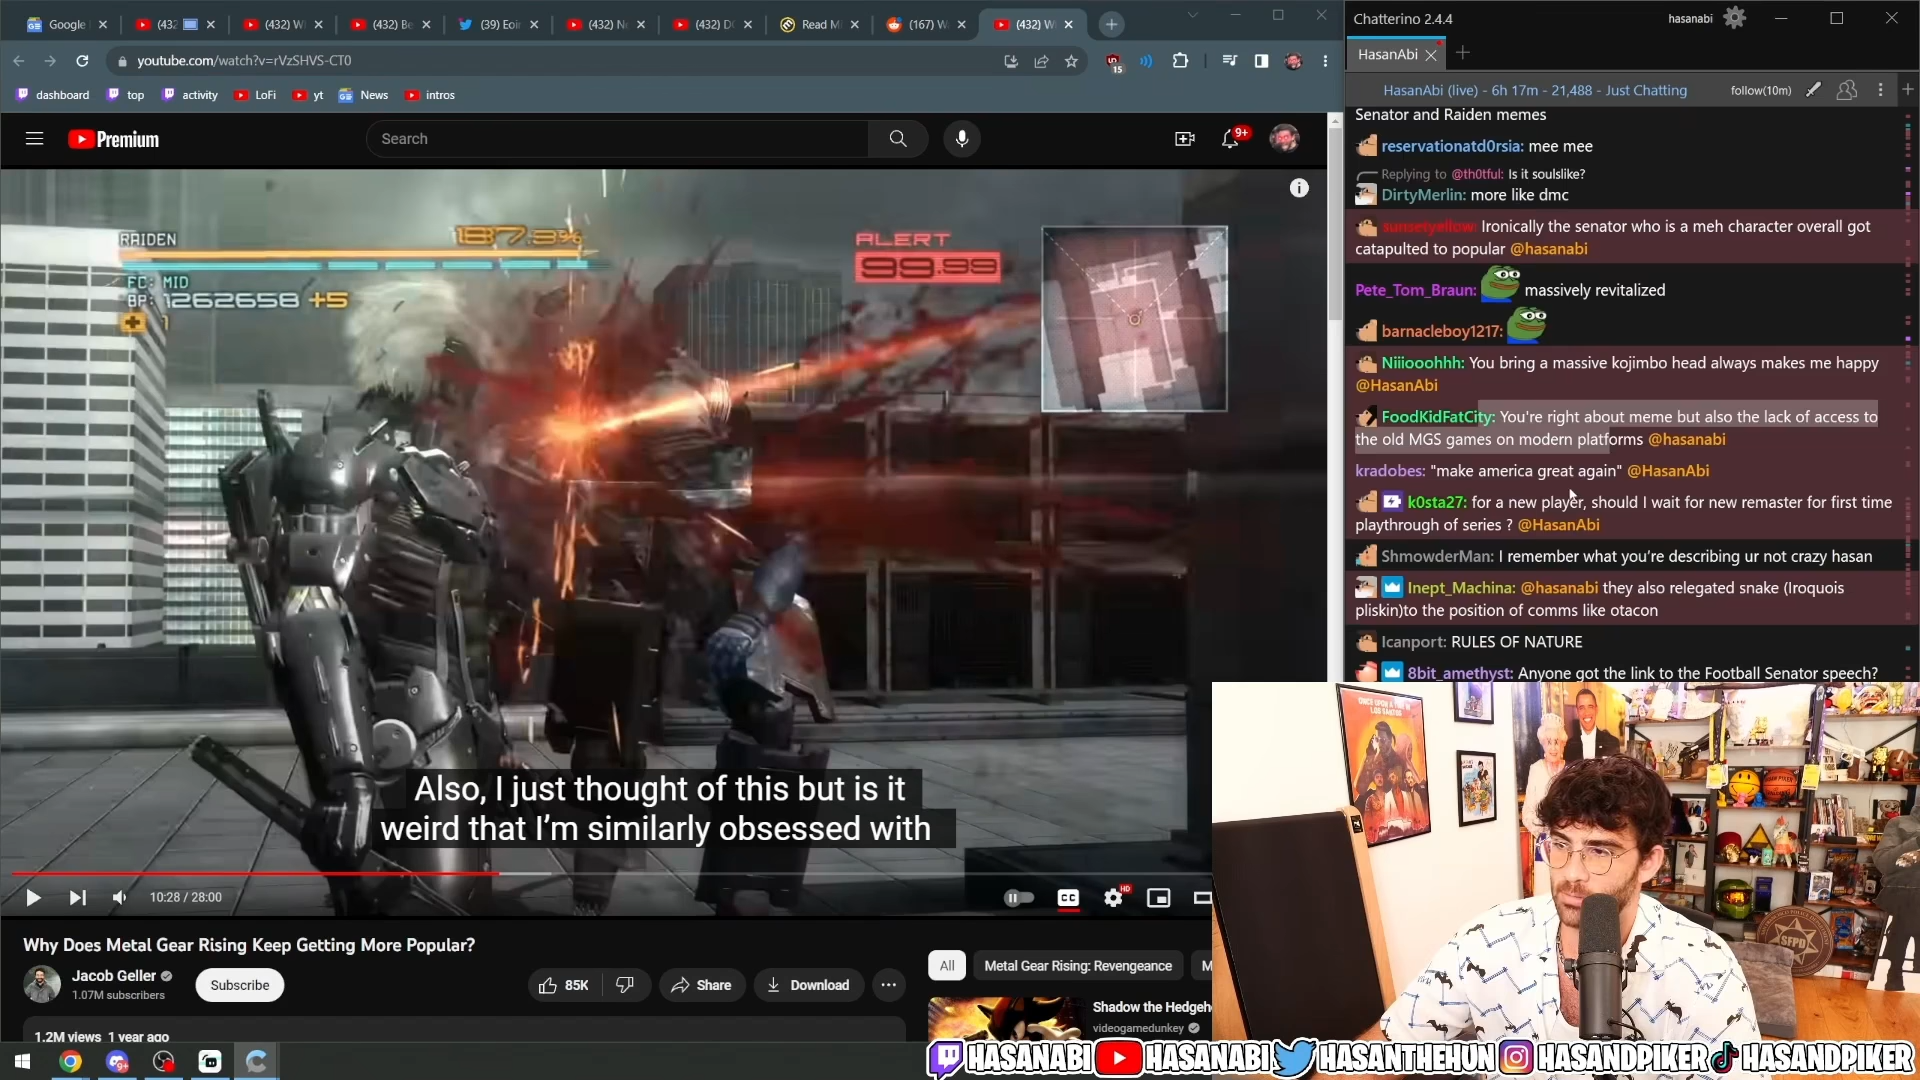 Google
(432
(432) W
(432) Be
(39) Eoi
(432) N
(432) D
Read M
(167) W
(432) W
youtube.com/watch?v=rVzSHVS-CT0
15
dashboard
top
activity
LoFi
yt
News
intros
Premium
Search
9+
RAIDEN
187.3%
FC: MID
BP: 1262658 +5
1
ALERT
99.99
Also, I just thought of this but is it
weird that I'm similarly obsessed with
10:28 / 28:00
CC
HD
Why Does Metal Gear Rising Keep Getting More Popular?
Jacob Geller
1.07M subscribers
Subscribe
85K
Share
Download
1.2M views 1 year ago
All
Metal Gear Rising: Revengeance
M
Shadow the Hedgeho
videogamedunkey
Chatterino 2.4.4
hasanabi
HasanAbi
HasanAbi (live) - 6h 17m - 21,488 - Just Chatting
follow(10m)
Senator and Raiden memes
reservationatd0rsia: mee mee
Replying to @th0tful: Is it soulslike?
DirtyMerlin: more like dmc
sunsetyellow: Ironically the senator who is a meh character overall got
catapulted to popular @hasanabi
Pete_Tom_Braun: massively revitalized
barnacleboy1217:
Niiiooohhh: You bring a massive kojimbo head always makes me happy
@HasanAbi
FoodKidFatCity: You're right about meme but also the lack of access to
the old MGS games on modern platforms @hasanabi
kradobes: "make america great again" @HasanAbi
k0sta27: for a new player, should I wait for new remaster for first time
playthrough of series ? @HasanAbi
ShmowderMan: I remember what you're describing ur not crazy hasan
Inept_Machina: @hasanabi they also relegated snake (Iroquois
pliskin)to the position of comms like otacon
Icanport: RULES OF NATURE
8bit_amethyst: Anyone got the link to the Football Senator speech?
SFPD
HASANABI
HASANABI
HASANTHEHUN
HASANDPIKER
HASANDPIKER